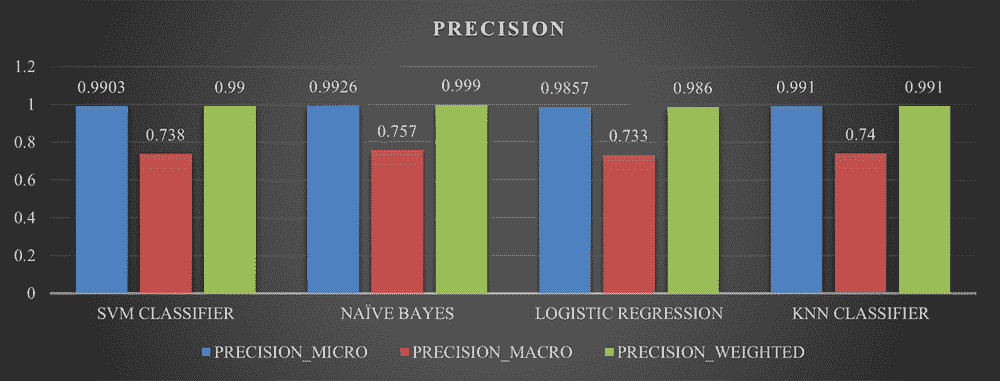 PRECISION
1.2
1
0.8
0.6
0.4
0.2
0
0.9903 0.738 0.99 0.9926 0.757 0.999 0.9857 0.733 0.986 0.991 0.74 0.991
SVM CLASSIFIER NAÏVE BAYES LOGISTIC REGRESSION KNN CLASSIFIER
PRECISION_MICRO PRECISION_MACRO PRECISION_WEIGHTED